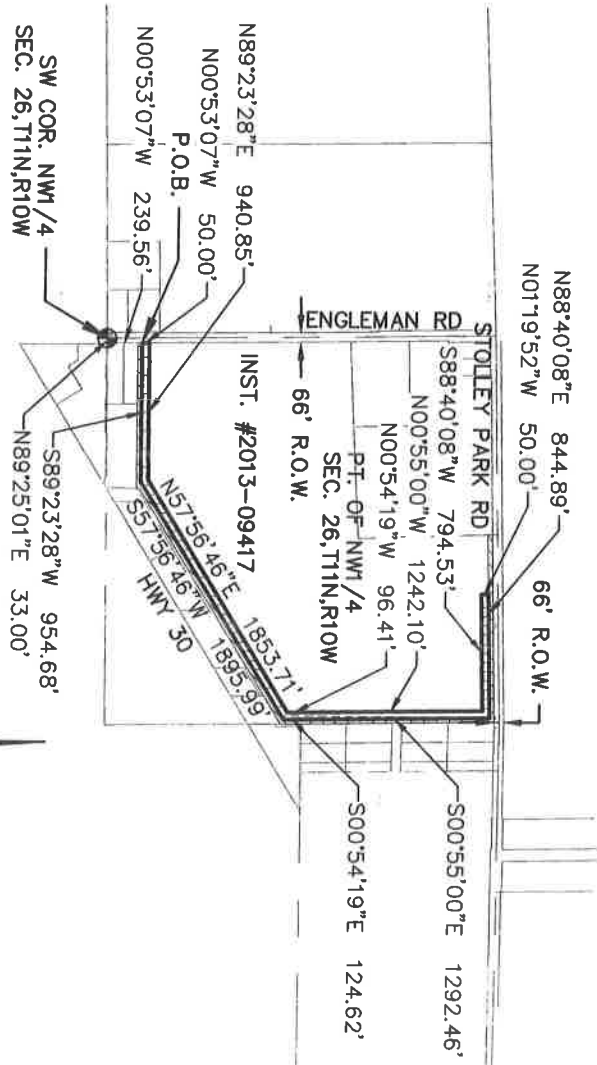 N88°40'08"E 844.89'
N01°19'52"W 50.00'
66' R.O.W.
STOLLEY PARK RD
S88°40'08"W 794.53'
N00°55'00"W 1242.10'
N00°54'19"W 96.41'
PT. OF NW1/4
SEC. 26,T11N,R10W
ENGLEMAN RD
66' R.O.W.
INST. #2013-09417
N89°23'28"E 940.85'
N00°53'07"W 50.00'
P.O.B.
N00°53'07"W 239.56'
SW COR. NW1/4
SEC. 26,T11N,R10W
N57°56'46"E 1853.71'
S57°56'46"W 1895.99'
HWY 30
S89°23'28"W 954.68'
N89°25'01"E 33.00'
S00°55'00"E 1292.46'
S00°54'19"E 124.62'